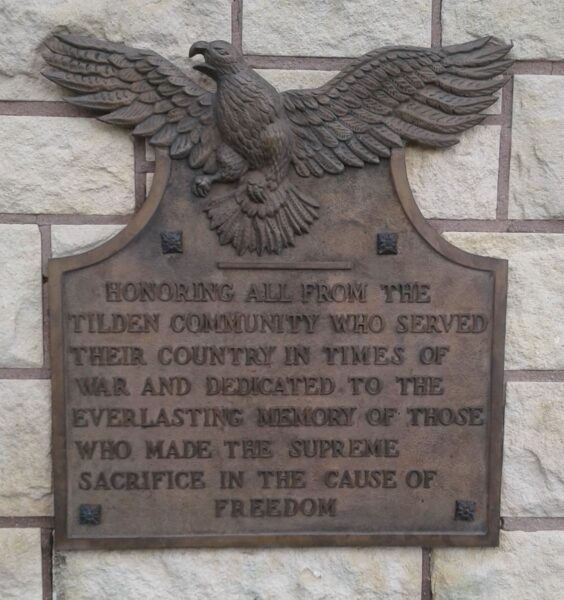 HONORING ALL FROM THE
TILDEN COMMUNITY WHO SERVED
THEIR COUNTRY IN TIMES OF
WAR AND DEDICATED TO THE
EVERLASTING MEMORY OF THOSE
WHO MADE THE SUPREME
SACRIFICE IN THE CAUSE OF
FREEDOM